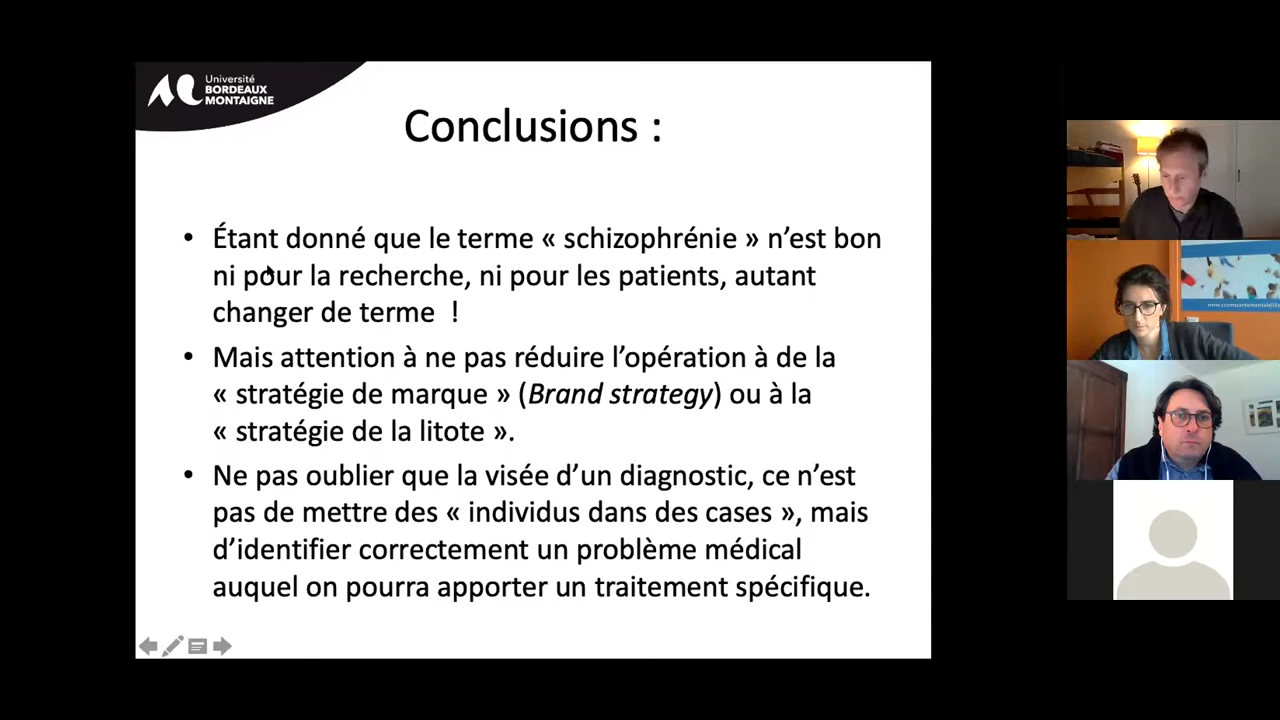 Université
BORDEAUX
MONTAIGNE
Conclusions :
• Étant donné que le terme « schizophrénie » n’est bon
ni pour la recherche, ni pour les patients, autant
changer de terme  !
• Mais attention à ne pas réduire l’opération à de la
« stratégie de marque » (Brand strategy) ou à la
« stratégie de la litote ».
• Ne pas oublier que la visée d’un diagnostic, ce n’est
pas de mettre des « individus dans des cases », mais
d’identifier correctement un problème médical
auquel on pourra apporter un traitement spécifique.